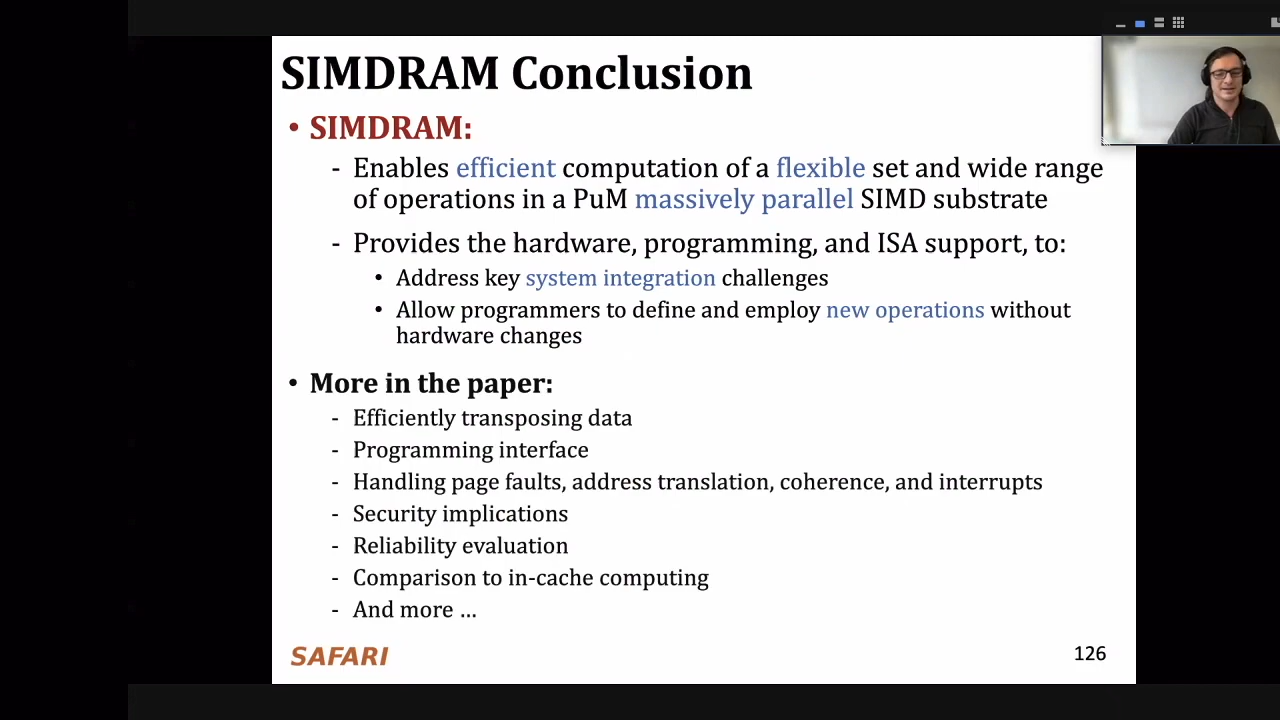 SIMDRAM Conclusion
• SIMDRAM:
- Enables efficient computation of a flexible set and wide range
of operations in a PuM massively parallel SIMD substrate
- Provides the hardware, programming, and ISA support, to:
• Address key system integration challenges
• Allow programmers to define and employ new operations without
hardware changes
• More in the paper:
- Efficiently transposing data
- Programming interface
- Handling page faults, address translation, coherence, and interrupts
- Security implications
- Reliability evaluation
- Comparison to in-cache computing
- And more …
SAFARI
126